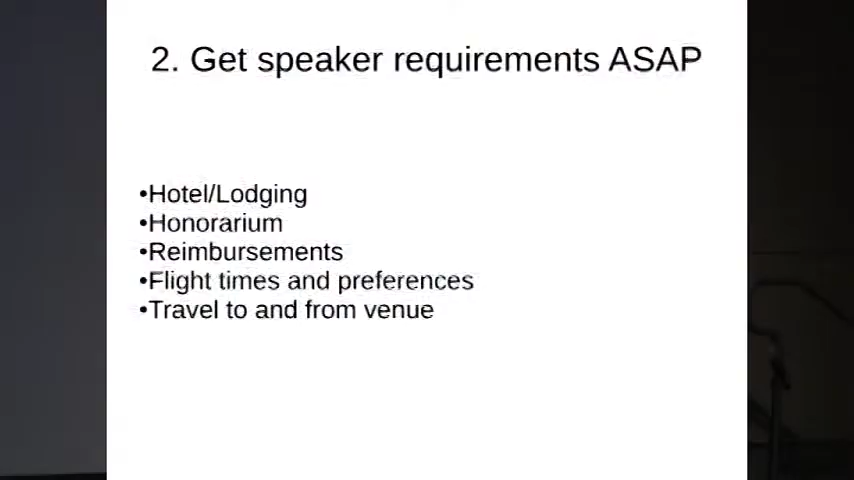 2. Get speaker requirements ASAP
•Hotel/Lodging
•Honorarium
•Reimbursements
•Flight times and preferences
•Travel to and from venue